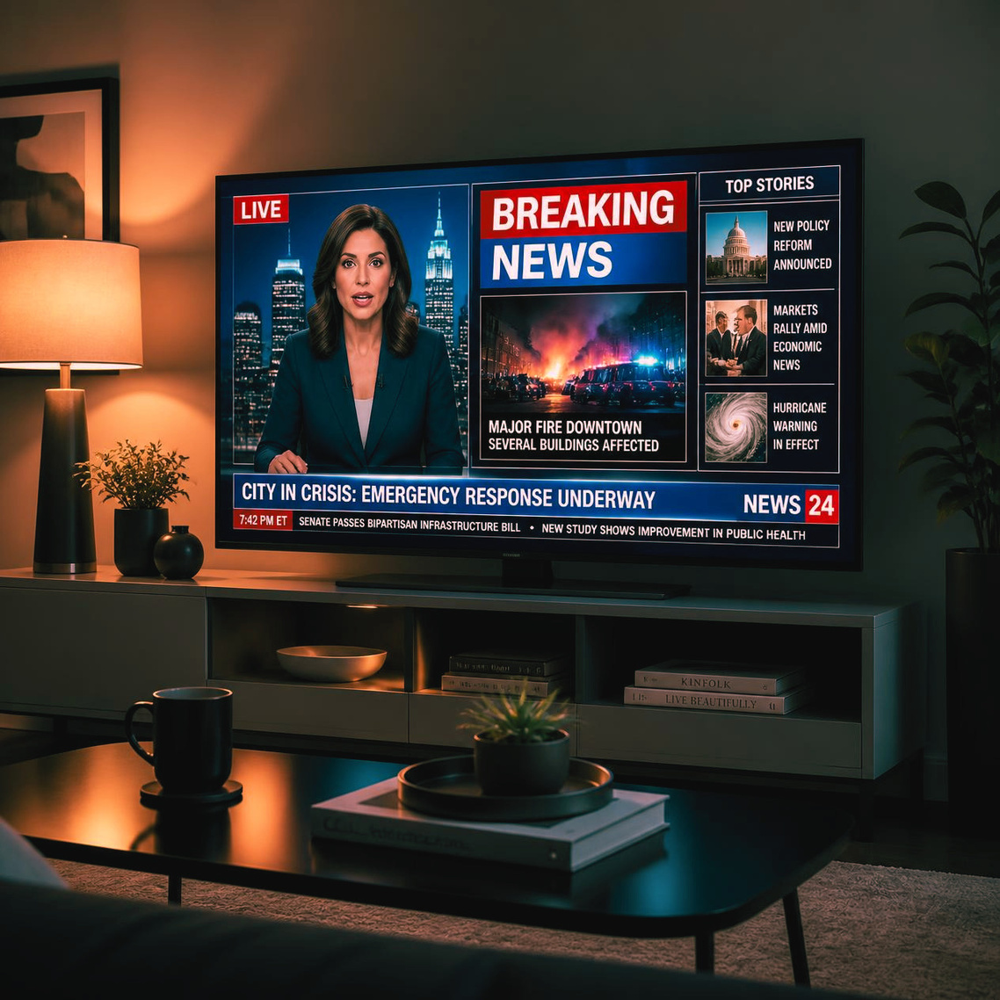 LIVE
BREAKING
NEWS
MAJOR FIRE DOWNTOWN
SEVERAL BUILDINGS AFFECTED
TOP STORIES
NEW POLICY
REFORM
ANNOUNCED
MARKETS
RALLY AMID
ECONOMIC
NEWS
HURRICANE
WARNING
IN EFFECT
CITY IN CRISIS: EMERGENCY RESPONSE UNDERWAY
NEWS 24
7:42 PM ET
SENATE PASSES BIPARTISAN INFRASTRUCTURE BILL • NEW STUDY SHOWS IMPROVEMENT IN PUBLIC HEALTH
KINFOLK
LIVE BEAUTIFULLY